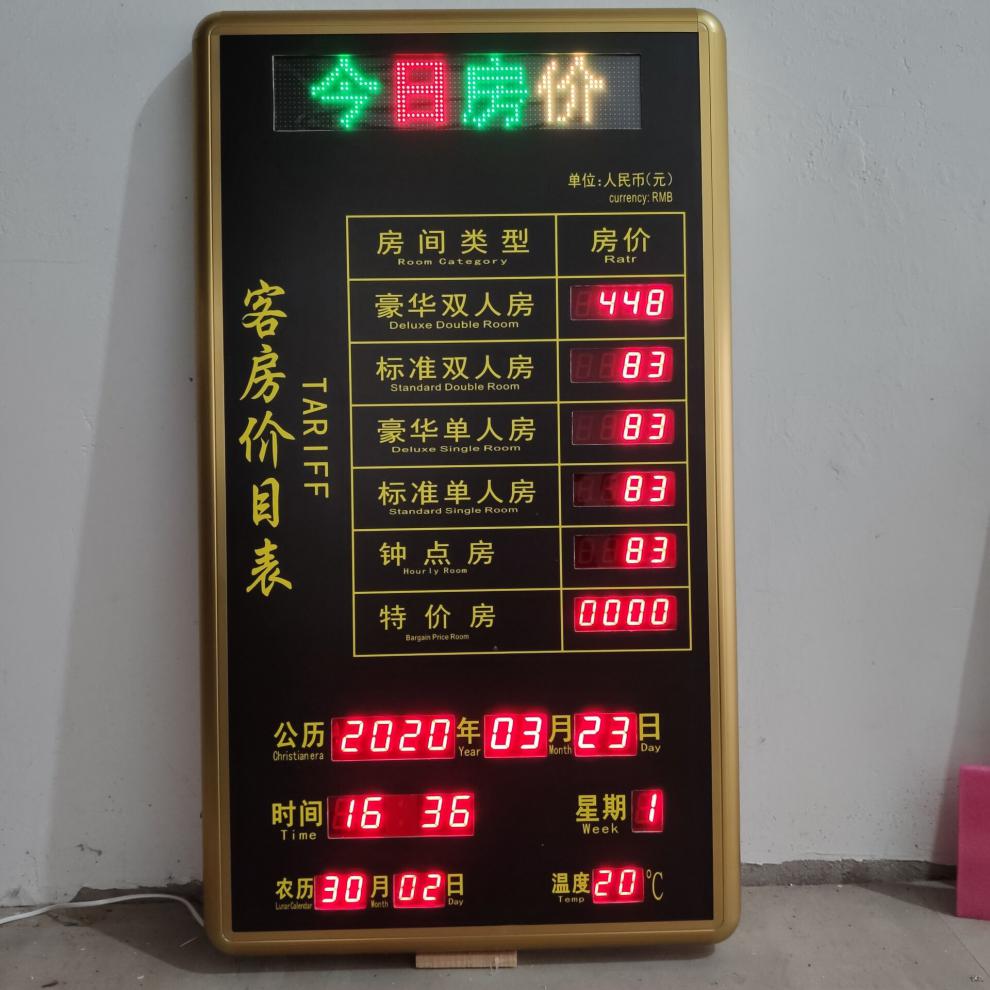 今日房价
单位:人民币(元)
currency: RMB
客房价目表
TARIFF
房间类型 房价
Room Category Ratr
豪华双人房 448
Deluxe Double Room
标准双人房 83
Standard Double Room
豪华单人房 83
Deluxe Single Room
标准单人房 83
Standard Single Room
钟点房 83
Hourly Room
特价房 0000
Bargain Price Room
公历 2020 年 03 月 23 日
Christian era Year Month Day
时间 16 36 星期 1
Time Week
农历 30 月 02 日 温度 20 ℃
Lunar Calendar Month Day Temp